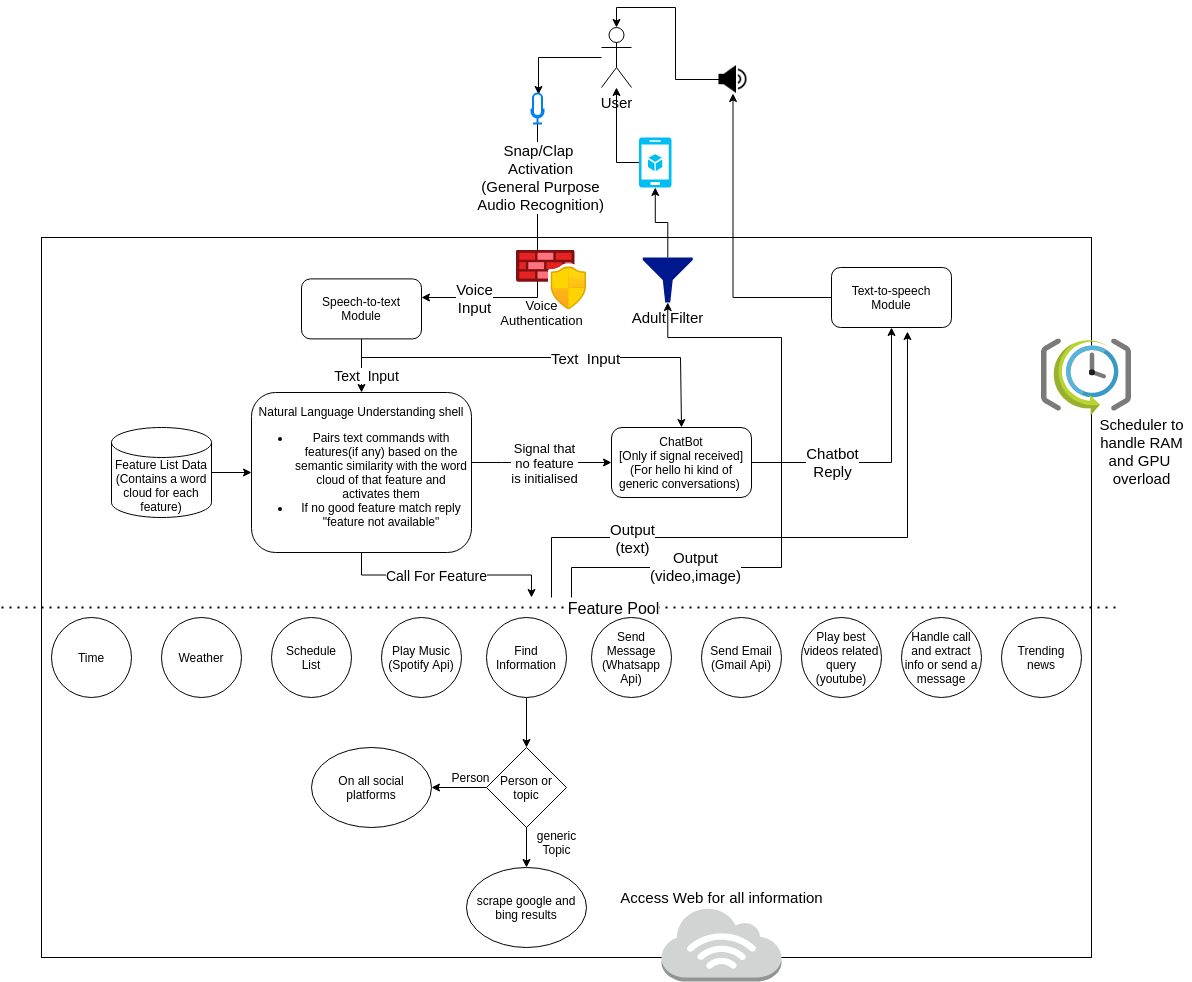 User
Snap/Clap
Activation
(General Purpose
Audio Recognition)
Voice
Input
Voice
Authentication
Adult Filter
Speech-to-text
Module
Text-to-speech
Module
Text  Input
Text  Input
Scheduler to
handle RAM
and GPU
overload
Natural Language Understanding shell
• Pairs text commands with
features(if any) based on the
semantic similarity with the word
cloud of that feature and
activates them
• If no good feature match reply
"feature not available"
Feature List Data
(Contains a word
cloud for each
feature)
Signal that
no feature
is initialised
ChatBot
[Only if signal received]
(For hello hi kind of
generic conversations)
Chatbot
Reply
Output
(text)
Output
(video,image)
Call For Feature
Feature Pool
Time
Weather
Schedule
List
Play Music
(Spotify Api)
Find
Information
Send
Message
(Whatsapp
Api)
Send Email
(Gmail Api)
Play best
videos related
query
(youtube)
Handle call
and extract
info or send a
message
Trending
news
Person or
topic
Person
On all social
platforms
generic
Topic
scrape google and
bing results
Access Web for all information